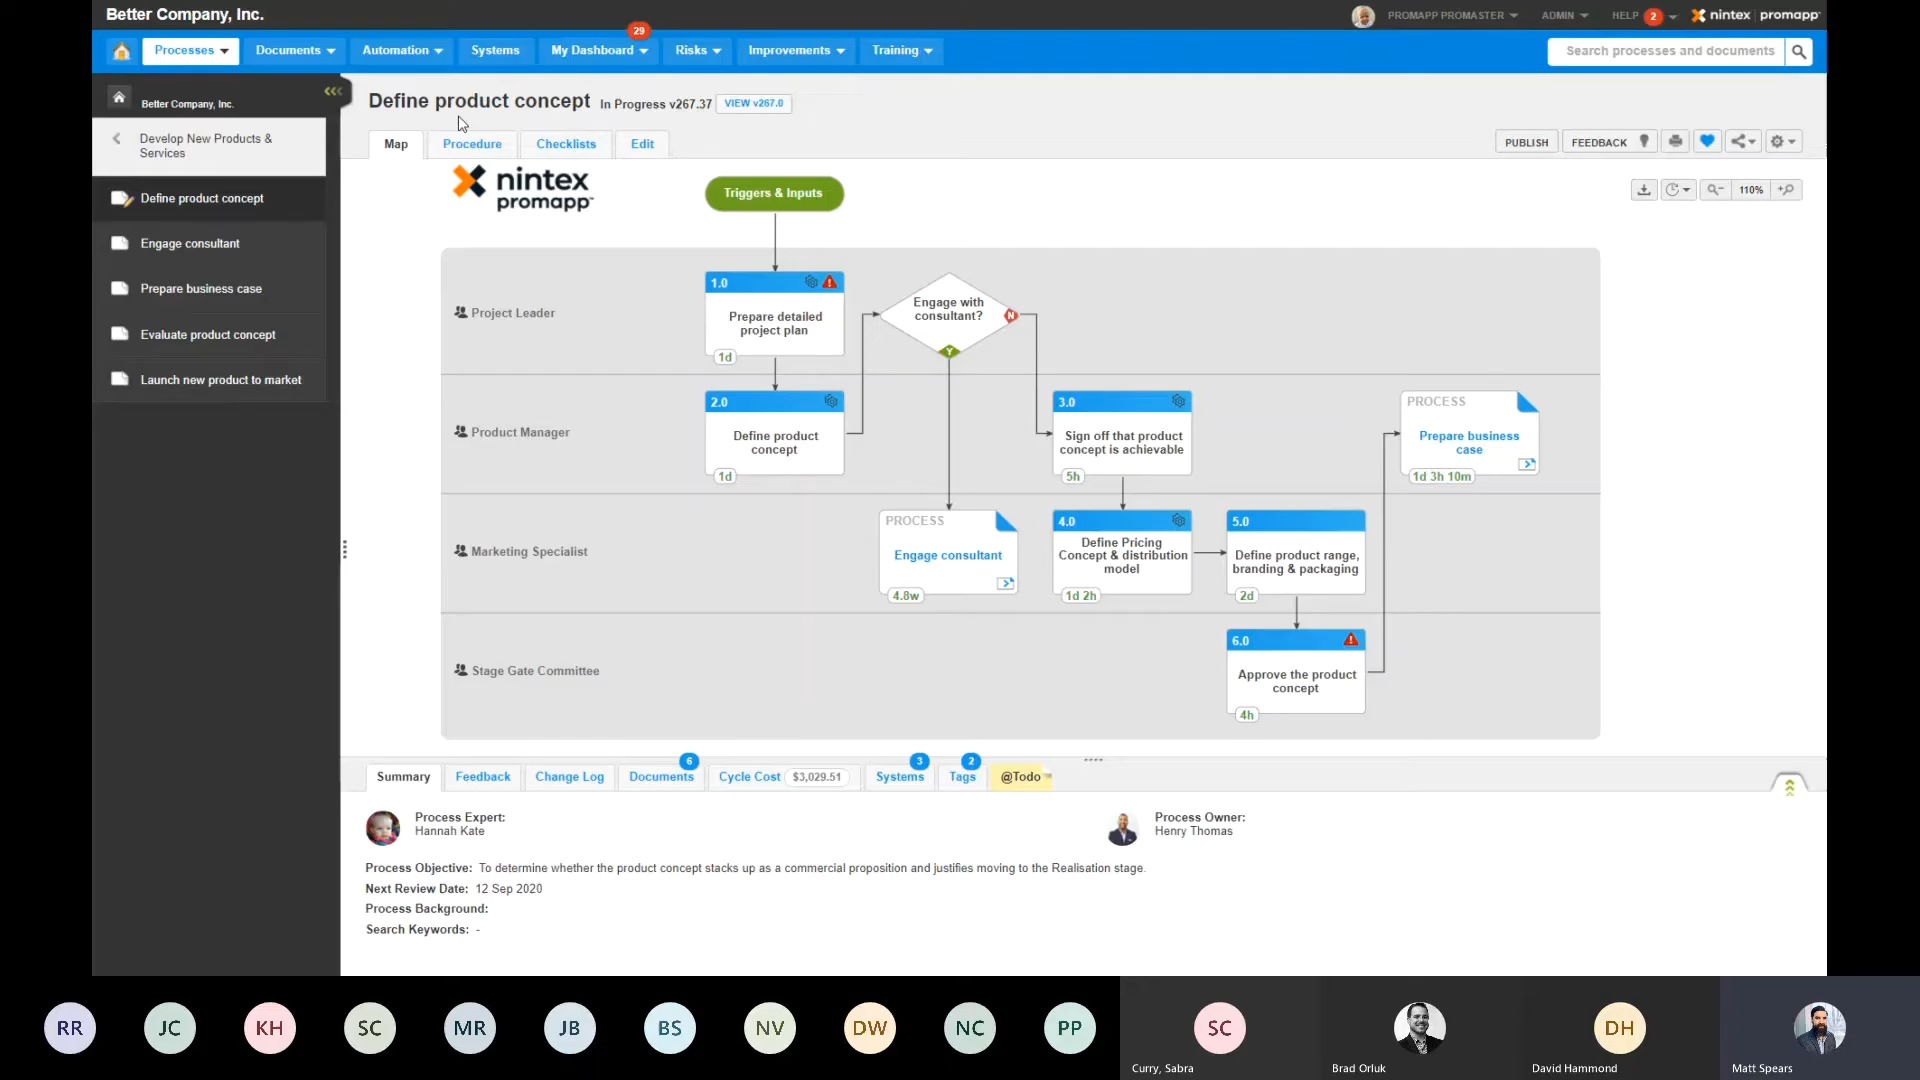 Better Company, Inc.
PROMAPP PROMASTER
ADMIN
HELP 2
nintex promapp
Processes
Documents
Automation
Systems
My Dashboard
29
Risks
Improvements
Training
Search processes and documents
Better Company, Inc.
Develop New Products &
Services
Define product concept
Engage consultant
Prepare business case
Evaluate product concept
Launch new product to market
Define product concept
In Progress v267.37
VIEW v267.0
Map
Procedure
Checklists
Edit
PUBLISH
FEEDBACK
110%
nintex
promapp
Triggers & Inputs
Project Leader
1.0
Prepare detailed
project plan
1d
Engage with
consultant?
N
Y
Product Manager
2.0
Define product
concept
1d
3.0
Sign off that product
concept is achievable
5h
PROCESS
Prepare business
case
1d 3h 10m
Marketing Specialist
PROCESS
Engage consultant
4.8w
4.0
Define Pricing
Concept & distribution
model
1d 2h
5.0
Define product range,
branding & packaging
2d
Stage Gate Committee
6.0
Approve the product
concept
4h
Summary
Feedback
Change Log
Documents
6
Cycle Cost $3,029.51
Systems
3
Tags
2
@Todo
Process Expert:
Hannah Kate
Process Owner:
Henry Thomas
Process Objective: To determine whether the product concept stacks up as a commercial proposition and justifies moving to the Realisation stage.
Next Review Date: 12 Sep 2020
Process Background:
Search Keywords: -
RR
JC
KH
SC
MR
JB
BS
NV
DW
NC
PP
SC
Curry, Sabra
Brad Orluk
DH
David Hammond
Matt Spears